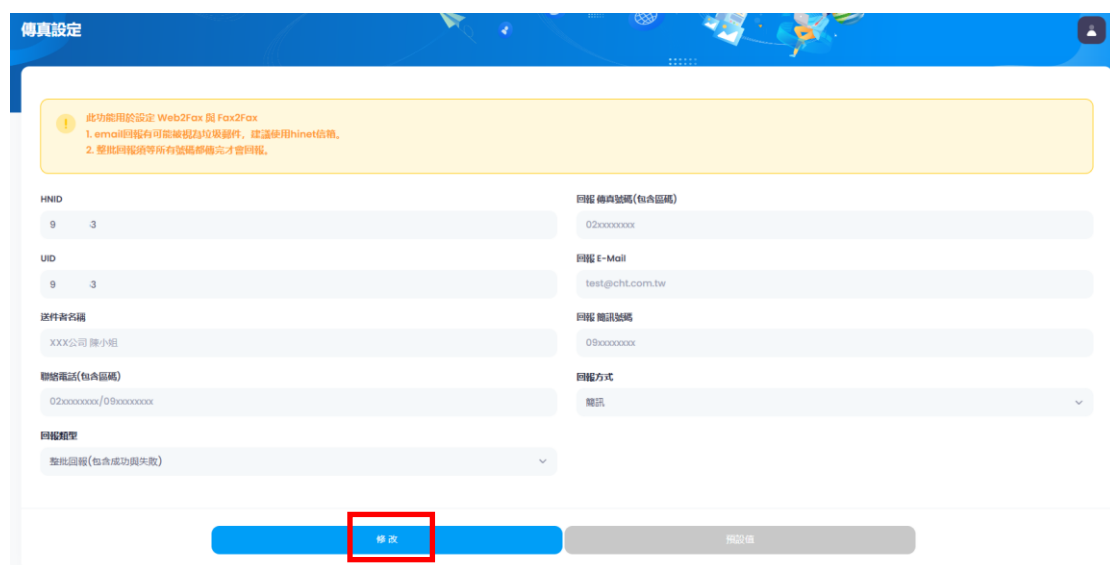 傳真設定
此功能用於設定 Web2Fax 與 Fax2Fax
1. email回報有可能被視為垃圾郵件，建議使用hinet信箱。
2. 整批回報須等所有號碼都傳完才會回報。
HNID
9 3
UID
9 3
送件者名稱
XXX公司 陳小姐
聯絡電話(包含區碼)
02xxxxxxxx/09xxxxxxxx
回報類型
整批回報(包含成功與失敗)
回報 傳真號碼(包含區碼)
02xxxxxxxx
回報 E-Mail
test@cht.com.tw
回報 簡訊號碼
09xxxxxxxx
回報方式
簡訊
修 改
預設值